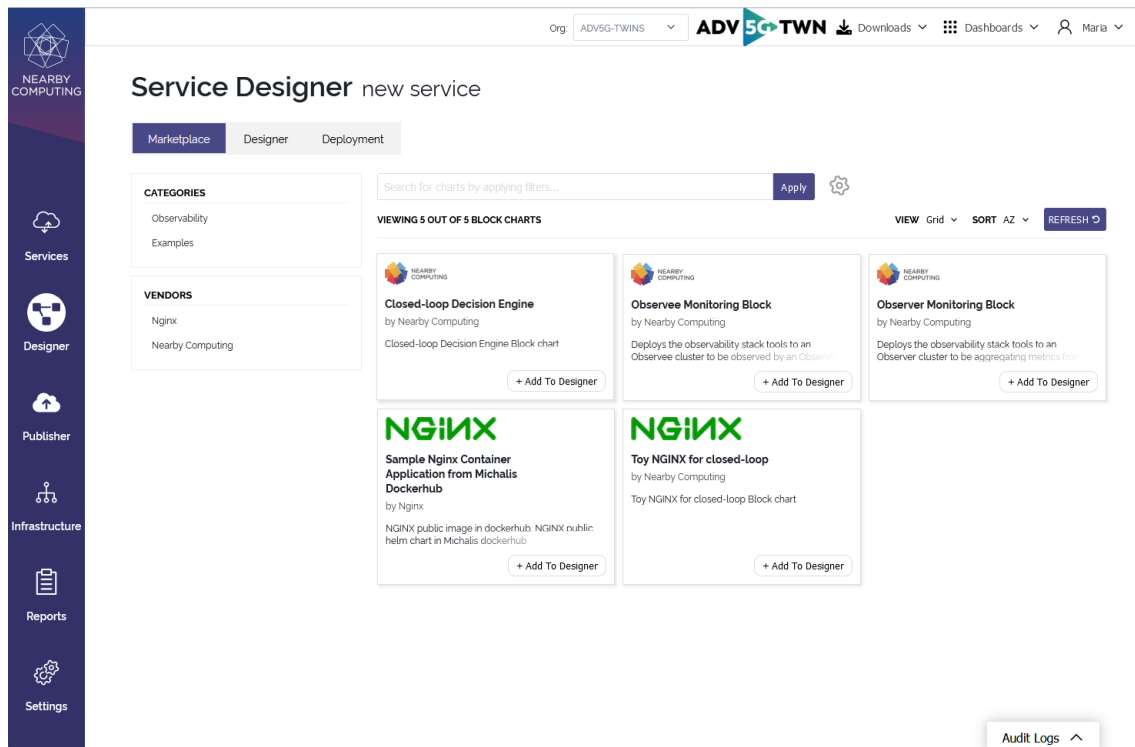 Org: ADV5G-TWINS ADV 5G TWN Downloads Dashboards Maria
NEARBY
COMPUTING
Service Designer new service
Marketplace Designer Deployment
Services
Designer
Publisher
Infrastructure
Reports
Settings
CATEGORIES
Observability
Examples
VENDORS
Nginx
Nearby Computing
Search for charts by applying filters... Apply
VIEWING 5 OUT OF 5 BLOCK CHARTS VIEW Grid SORT AZ REFRESH
NEARBY
COMPUTING
Closed-loop Decision Engine
by Nearby Computing
Closed-loop Decision Engine Block chart
+ Add To Designer
NEARBY
COMPUTING
Observee Monitoring Block
by Nearby Computing
Deploys the observability stack tools to an
Observee cluster to be observed by an Observe
+ Add To Designer
NEARBY
COMPUTING
Observer Monitoring Block
by Nearby Computing
Deploys the observability stack tools to an
Observer cluster to be aggregating metrics from
+ Add To Designer
NGINX
Sample Nginx Container
Application from Michalis
Dockerhub
by Nginx
NGINX public image in dockerhub, NGINX public
helm chart in Michalis dockerhub
+ Add To Designer
NGINX
Toy NGINX for closed-loop
by Nearby Computing
Toy NGINX for closed-loop Block chart
+ Add To Designer
Audit Logs